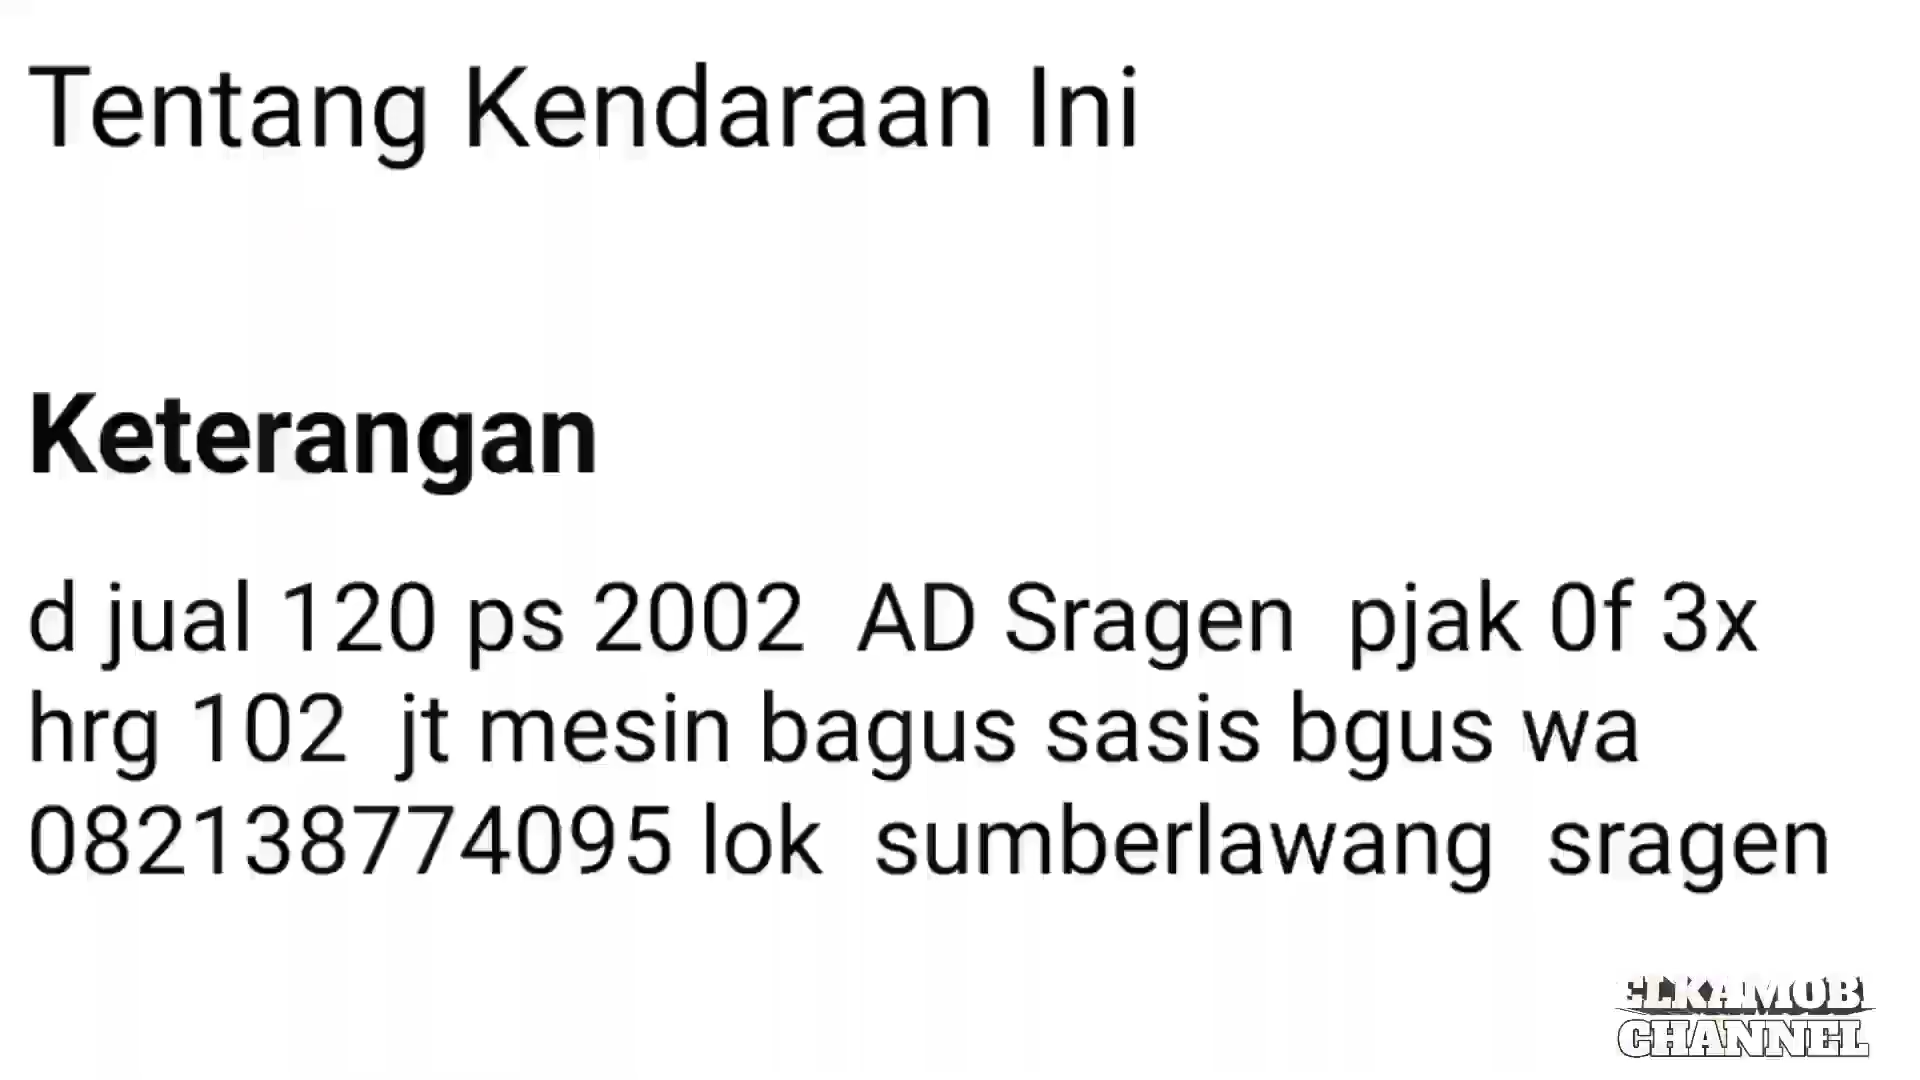 Tentang Kendaraan Ini
Keterangan
d jual 120 ps 2002 AD Sragen pjak 0f 3x
hrg 102 jt mesin bagus sasis bgus wa
082138774095 lok sumberlawang sragen
ELKAMOBI
CHANNEL